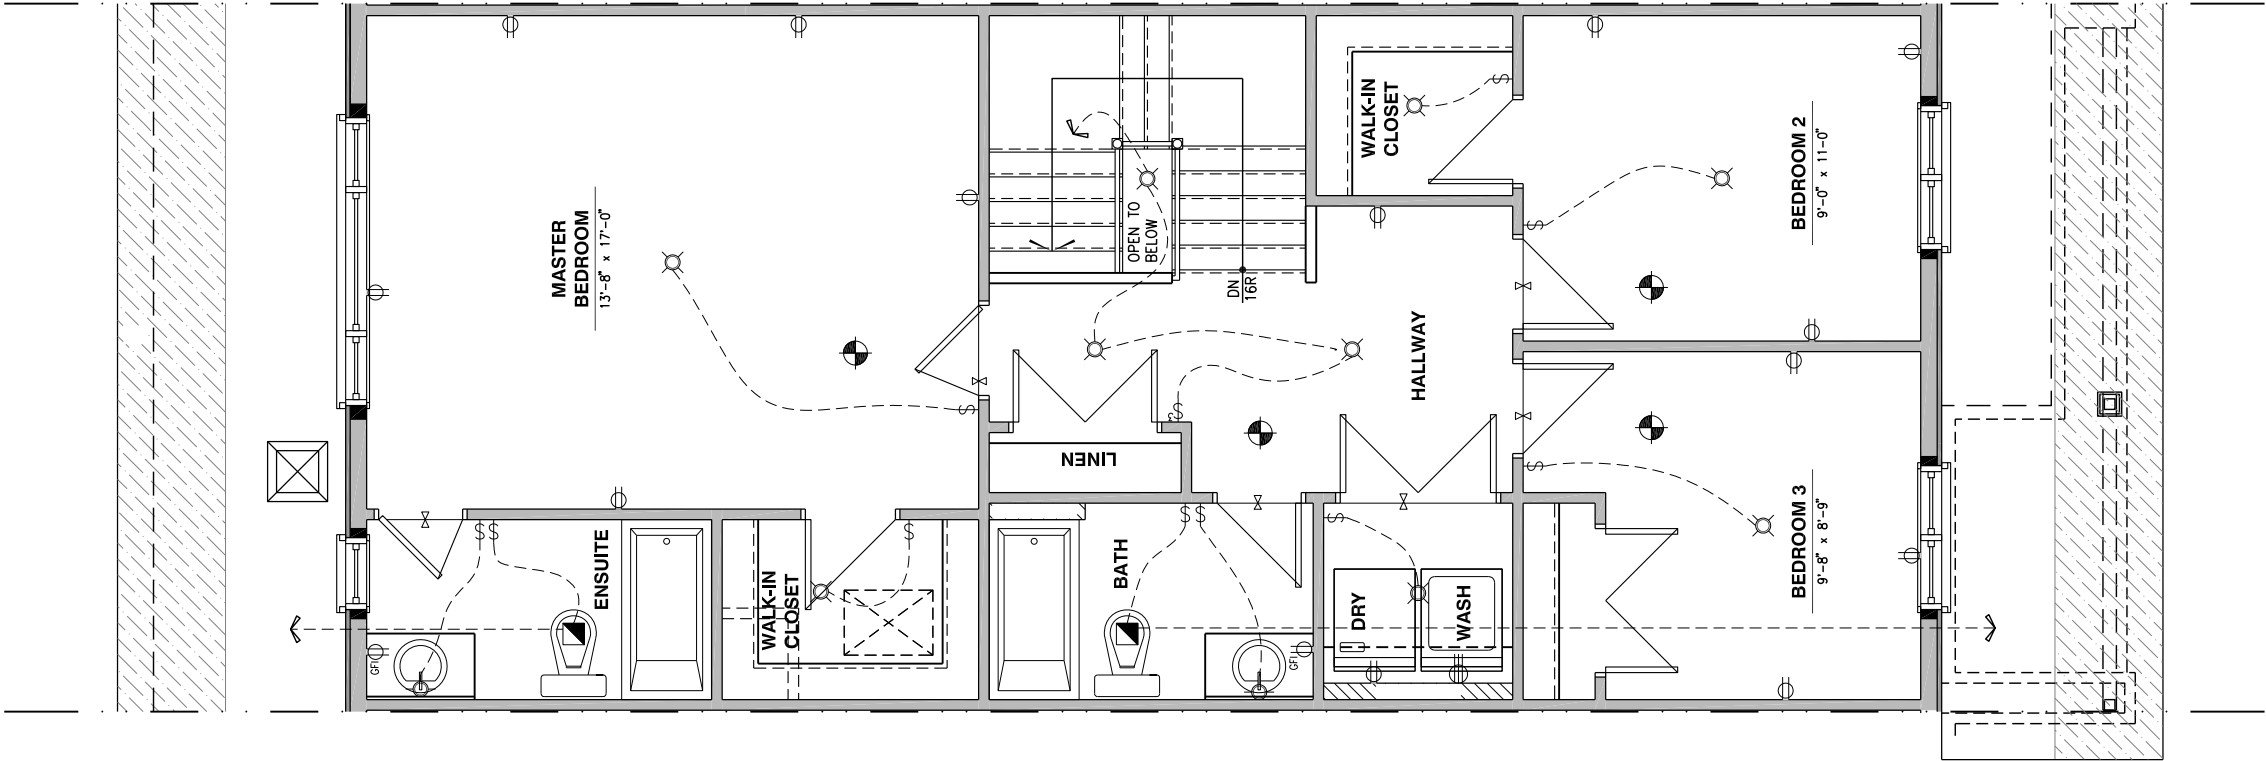 MASTER
BEDROOM
13'-8" x 17'-0"
OPEN TO
BELOW
DN
16R
WALK-IN
CLOSET
BEDROOM 2
9'-0" x 11'-0"
HALLWAY
LINEN
ENSUITE
GFI
WALK-IN
CLOSET
BATH
GFI
DRY
WASH
BEDROOM 3
9'-8" x 8'-9"
S
S
S
S
S
S
S
S
S
S
S
S